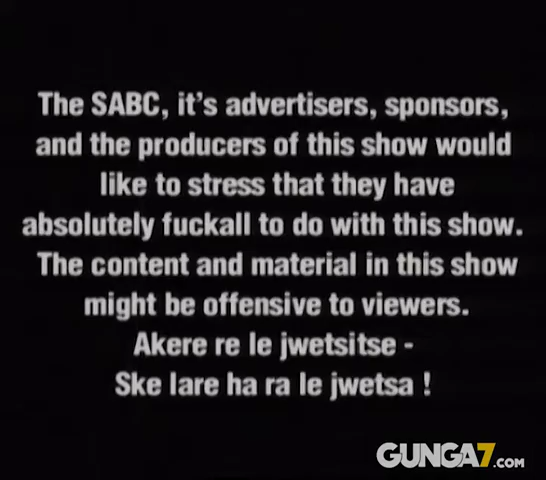 The SABC, it's advertisers, sponsors,
and the producers of this show would
like to stress that they have
absolutely fuckall to do with this show.
The content and material in this show
might be offensive to viewers.
Akere re le jwetsitse -
Ske lare ha ra le jwetsa !
GUNGA7.COM